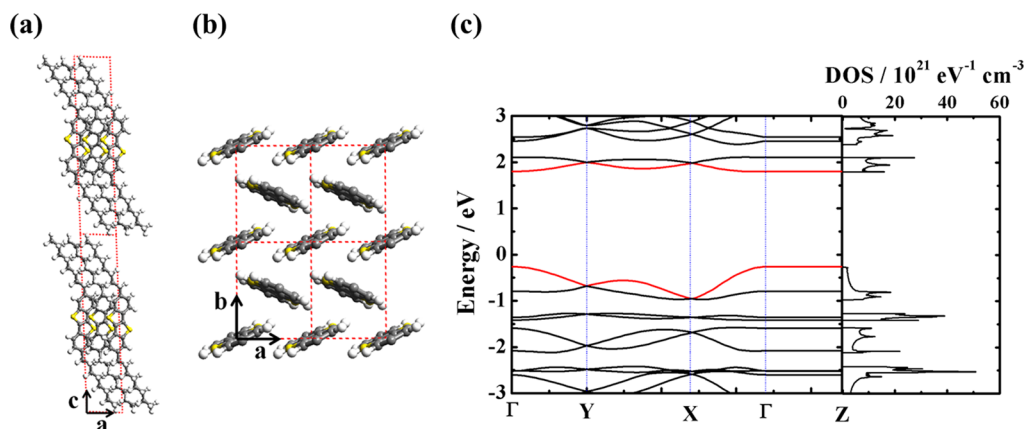 (a)
(b)
(c)
c
a
b
a
DOS / 10²¹ eV⁻¹ cm⁻³
0 20 40 60
Energy / eV
3
2
1
0
-1
-2
-3
Γ Y X Γ Z